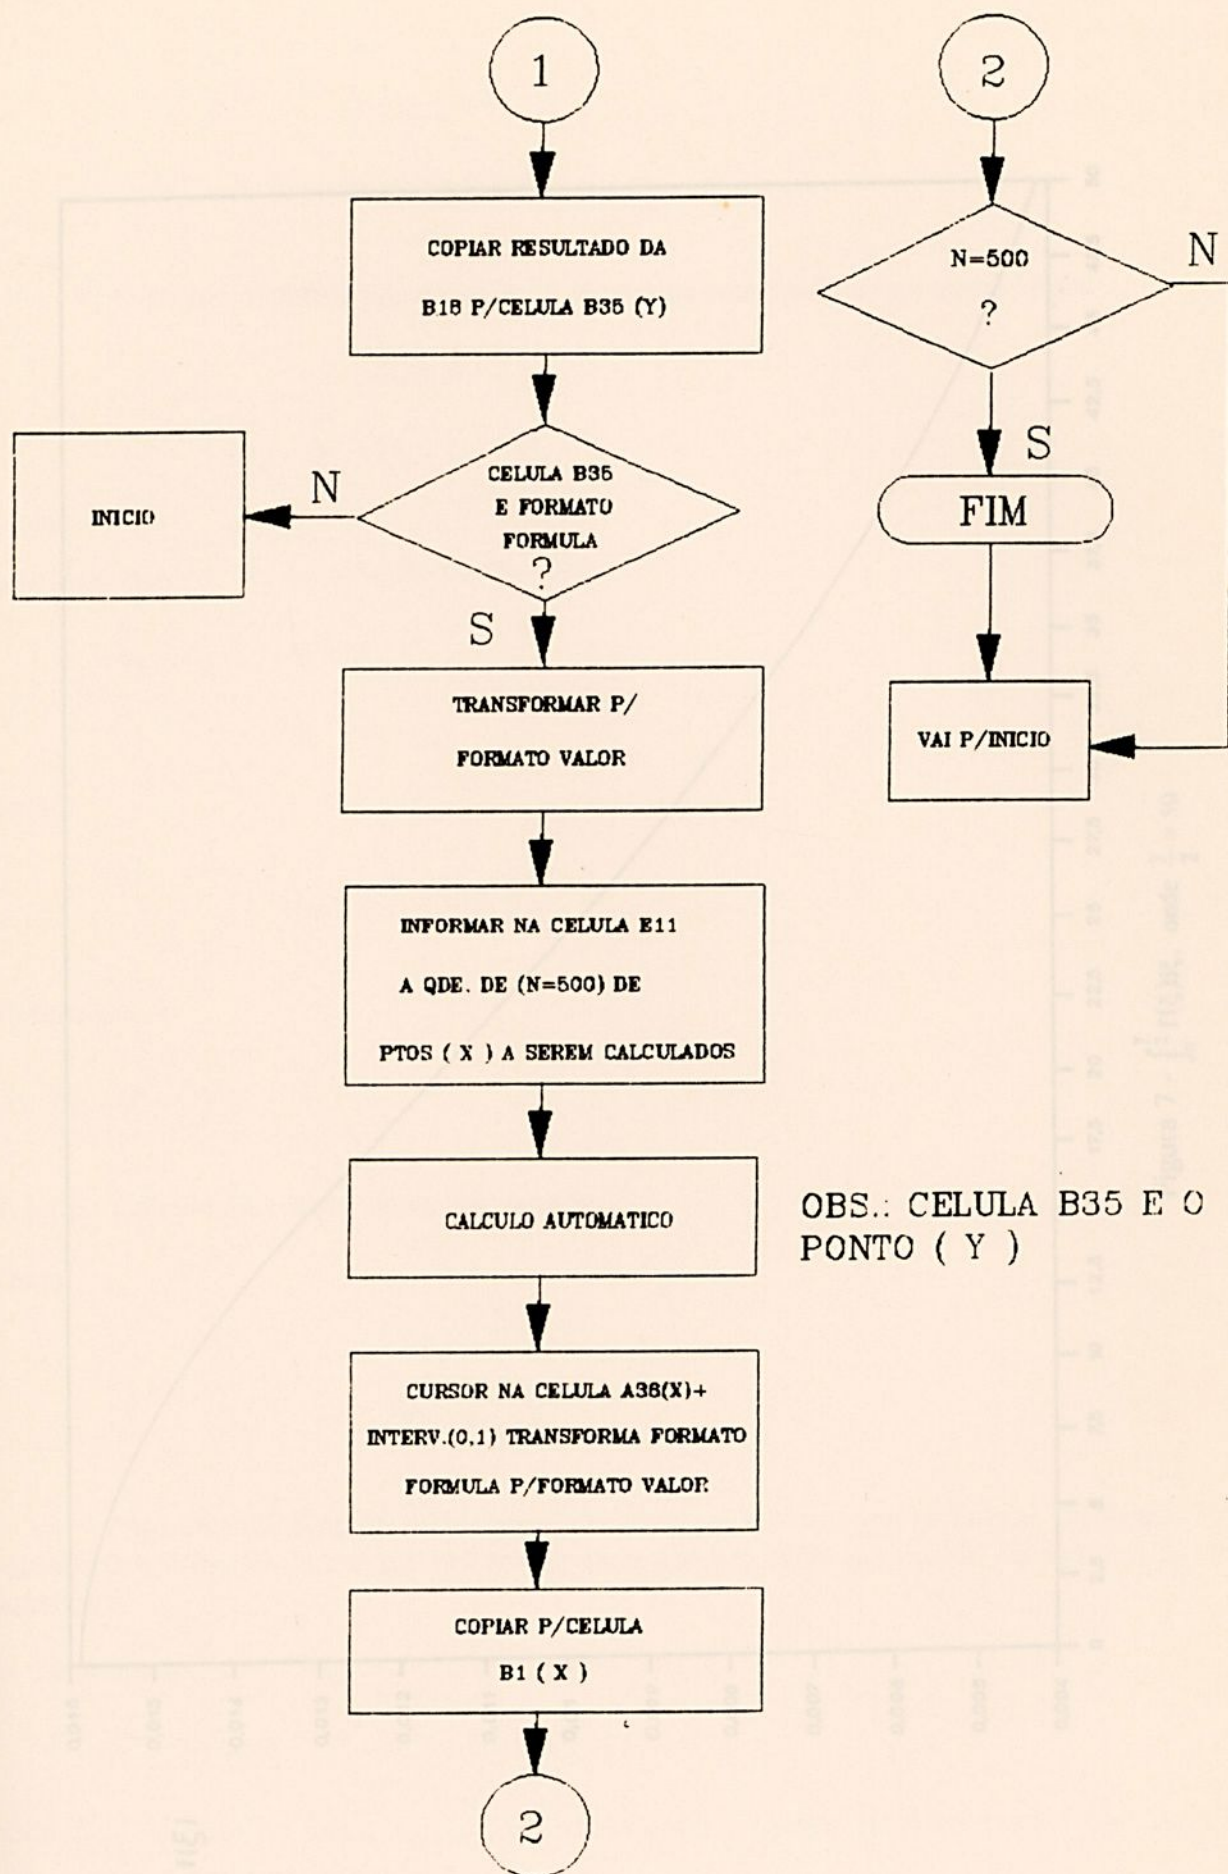 1
COPIAR RESULTADO DA
B18 P/CELULA B35 (Y)
INICIO
N
CELULA B35
E FORMATO
FORMULA
?
S
TRANSFORMAR P/
FORMATO VALOR
INFORMAR NA CELULA E11
A QDE. DE (N=500) DE
PTOS ( X ) A SEREM CALCULADOS
CALCULO AUTOMATICO
OBS.: CELULA B35 E O
PONTO ( Y )
CURSOR NA CELULA A36(X)+
INTERV.(0,1) TRANSFORMA FORMATO
FORMULA P/FORMATO VALOR
COPIAR P/CELULA
B1 ( X )
2
2
N=500
?
N
S
FIM
VAI P/INICIO